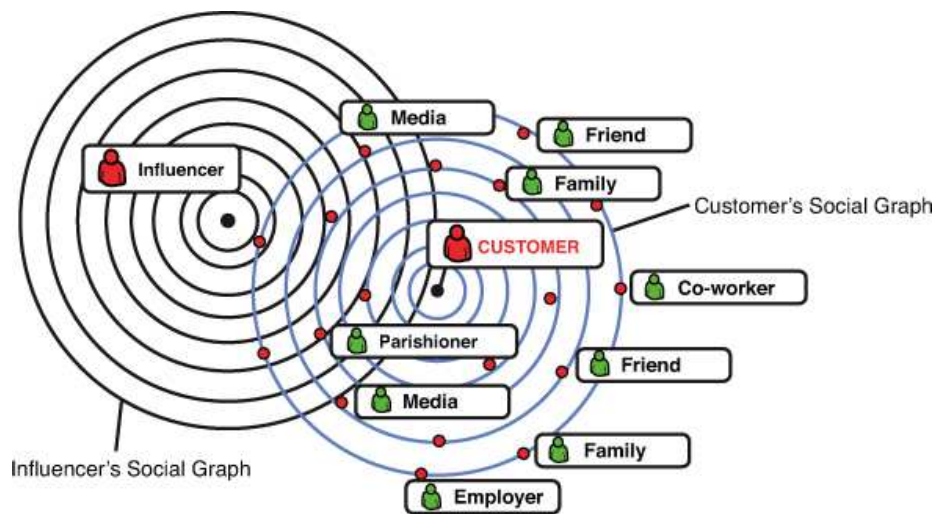 Media
Friend
Influencer
Family
Customer's Social Graph
CUSTOMER
Co-worker
Parishioner
Friend
Media
Family
Influencer's Social Graph
Employer